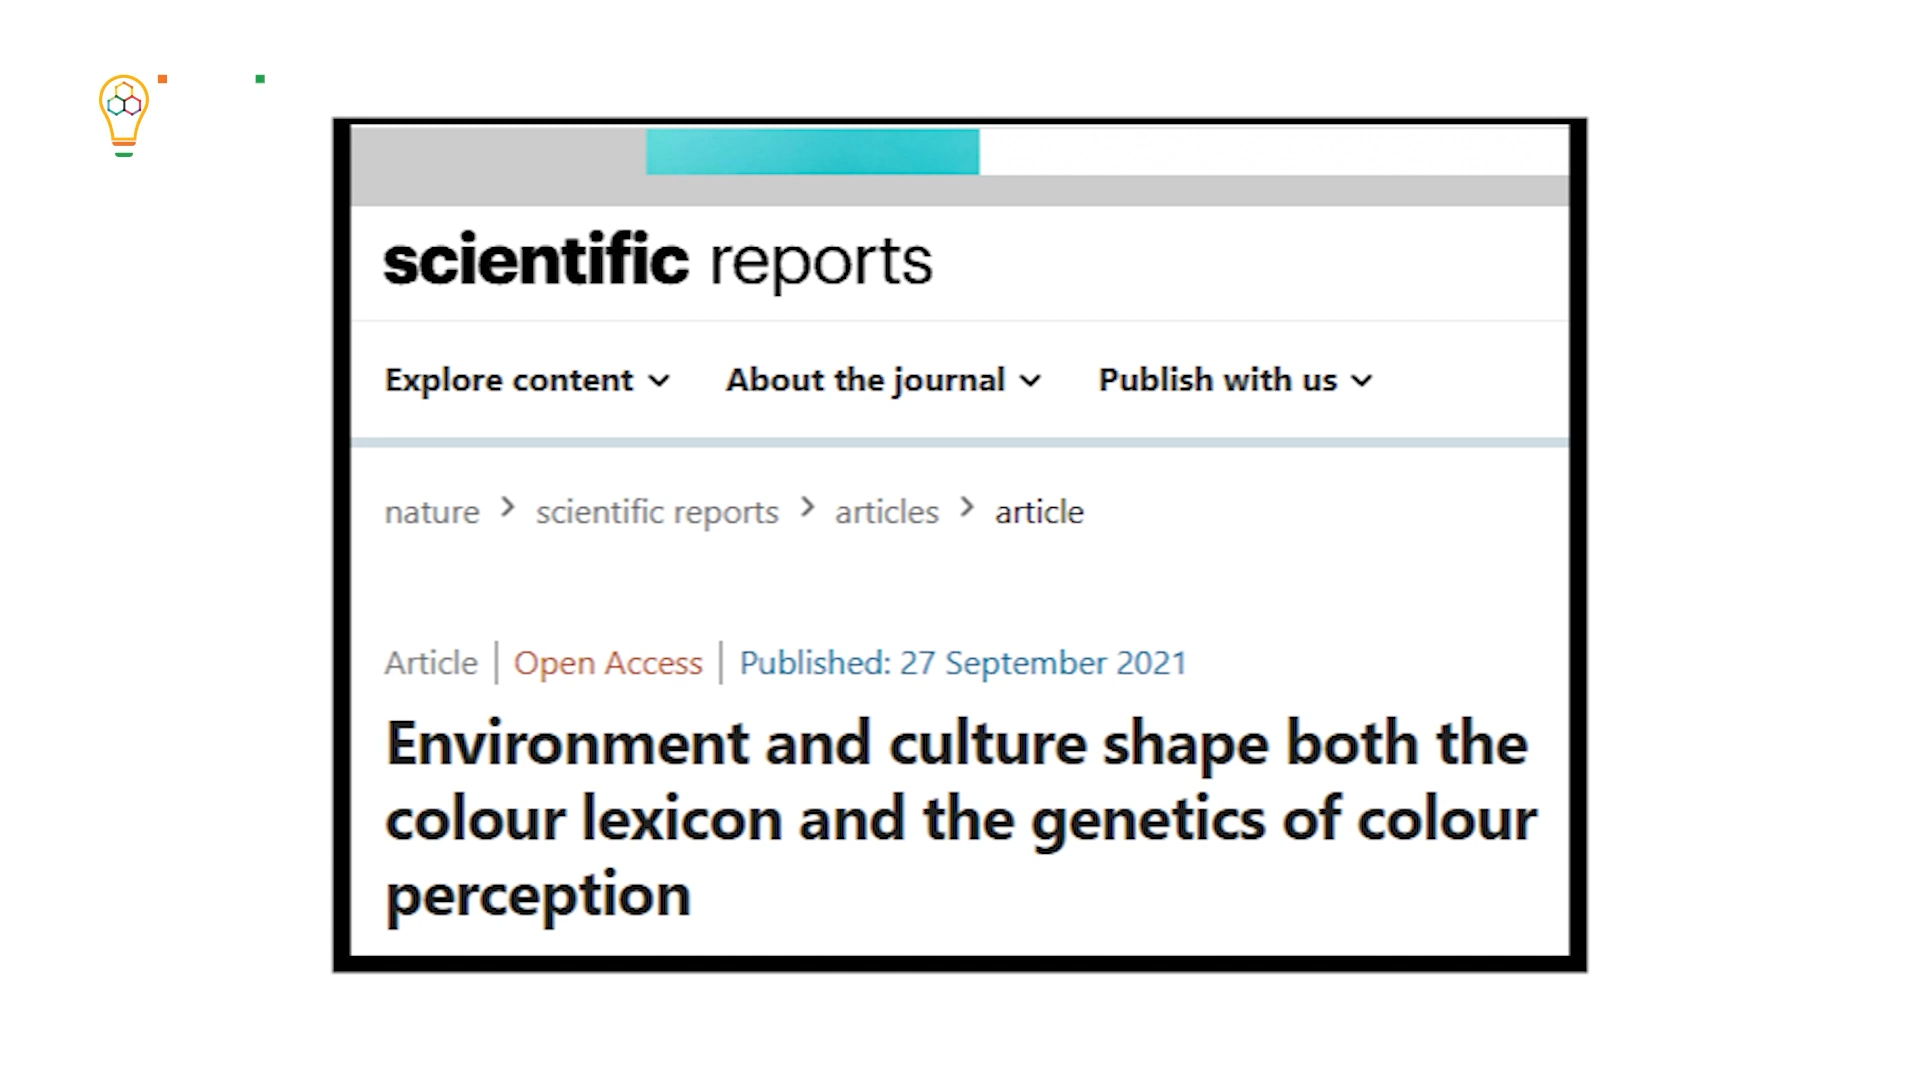 scientific reports
Explore content About the journal Publish with us
nature > scientific reports > articles > article
Article | Open Access | Published: 27 September 2021
Environment and culture shape both the
colour lexicon and the genetics of colour
perception